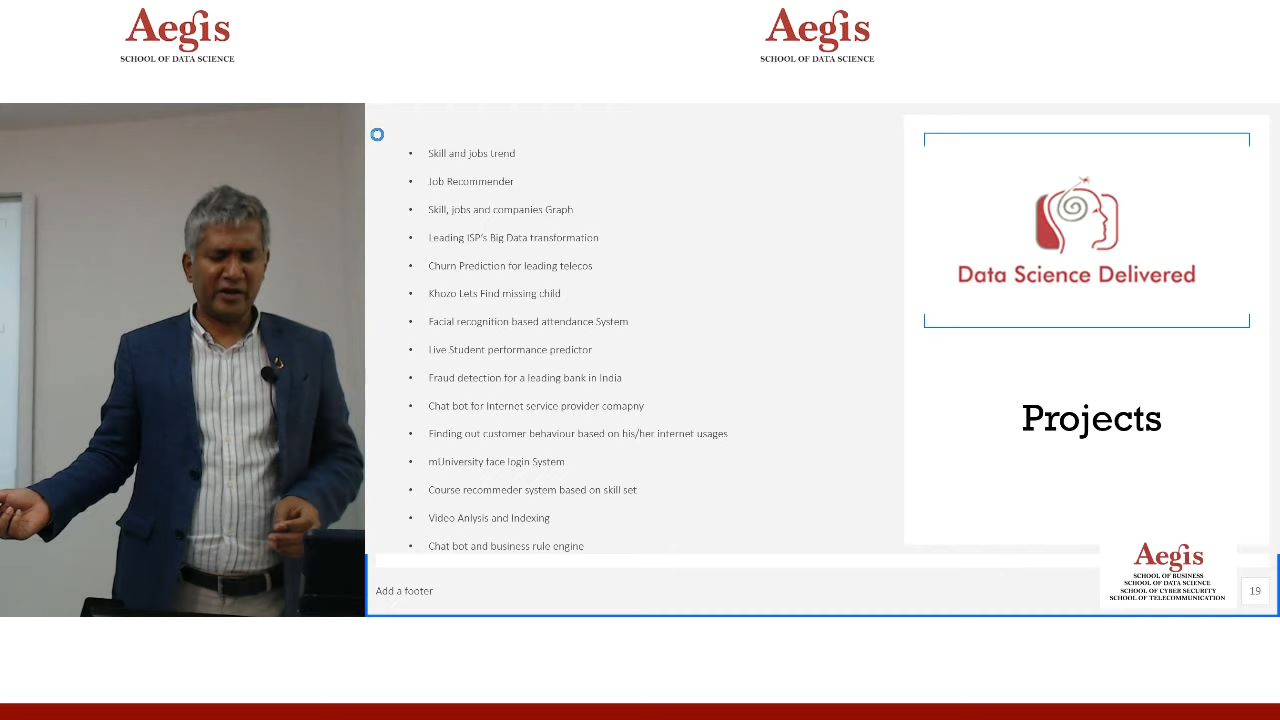 Aegis
SCHOOL OF DATA SCIENCE
Aegis
SCHOOL OF DATA SCIENCE
• Skill and jobs trend
• Job Recommender
• Skill, jobs and companies Graph
• Leading ISP's Big Data transformation
• Churn Prediction for leading telecos
• Khozo Lets Find missing child
• Facial recognition based attendance System
• Live Student performance predictor
• Fraud detection for a leading bank in India
• Chat bot for Internet service provider comapny
• Finding out customer behaviour based on his/her internet usages
• mUniversity face login System
• Course recommeder system based on skill set
• Video Anlysis and Indexing
• Chat bot and business rule engine
Data Science Delivered
Projects
Add a footer
Aegis
SCHOOL OF BUSINESS
SCHOOL OF DATA SCIENCE
SCHOOL OF CYBER SECURITY
SCHOOL OF TELECOMMUNICATION
19